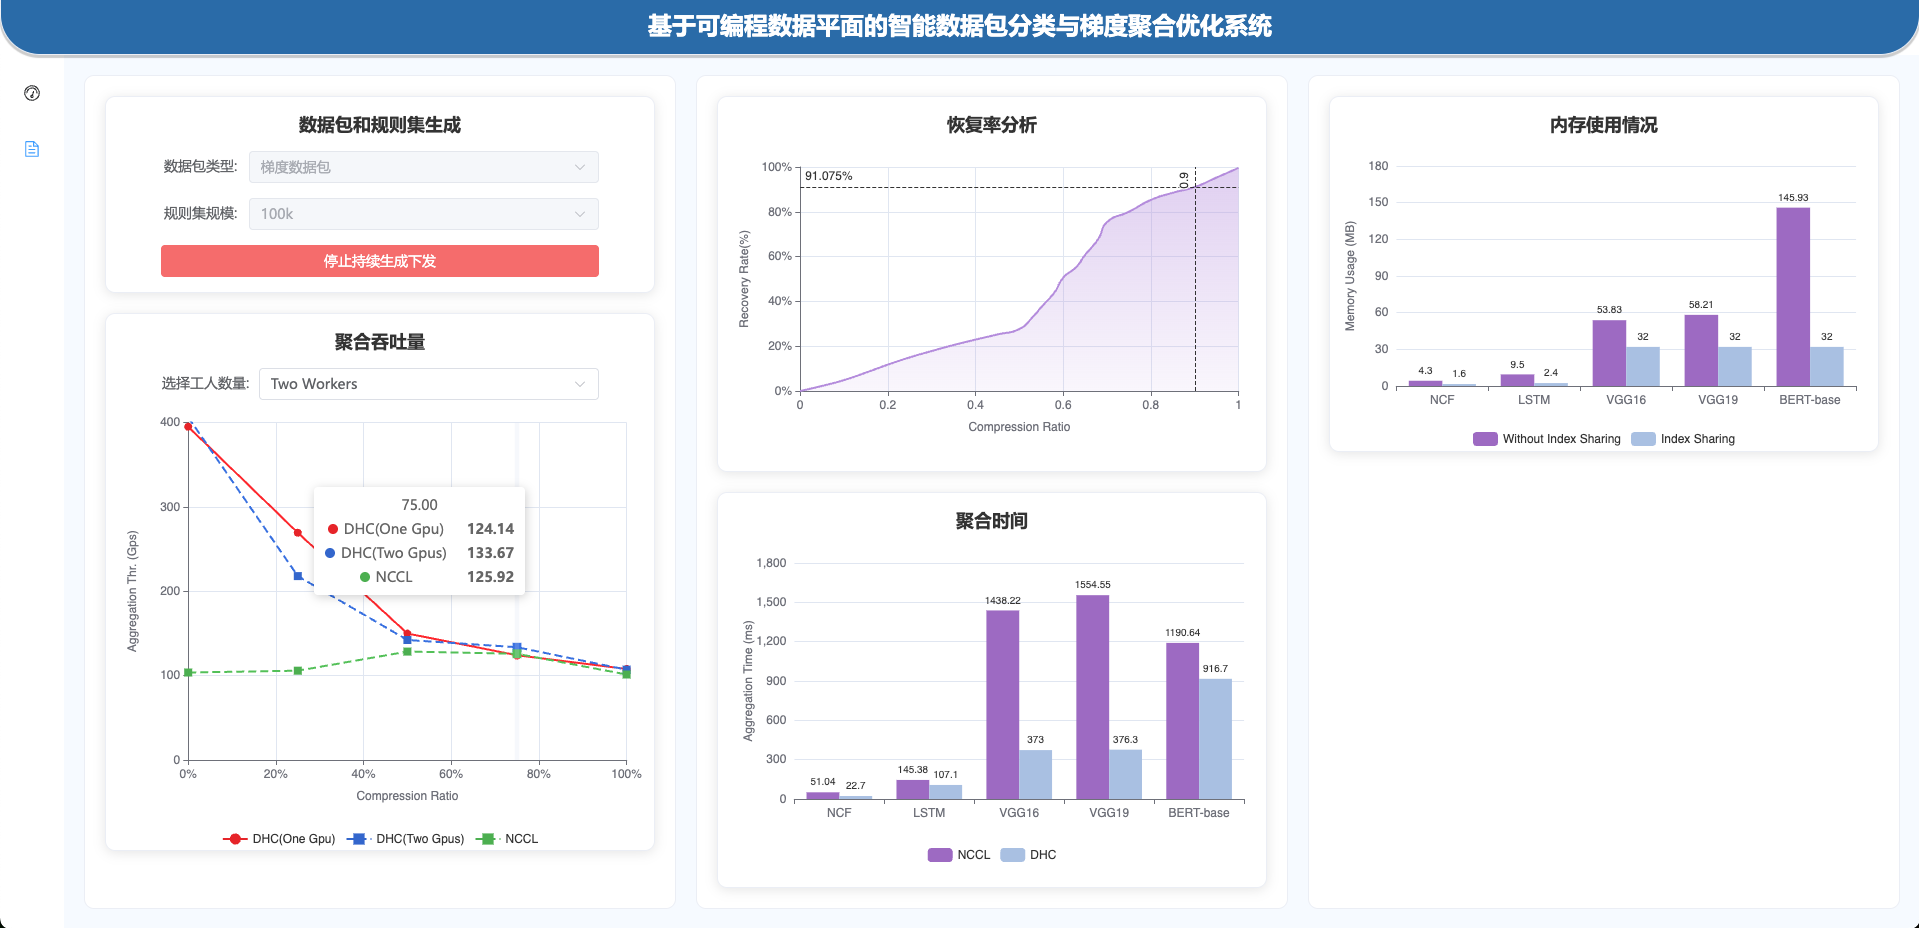 基于可编程数据平面的智能数据包分类与梯度聚合优化系统
数据包和规则集生成
数据包类型: 梯度数据包
规则集规模: 100k
停止持续生成下发
聚合吞吐量
选择工人数量: Two Workers
400
300
200
100
0
Aggregation Thr. (Gps)
75.00
DHC(One Gpu) 124.14
DHC(Two Gpus) 133.67
NCCL 125.92
0% 20% 40% 60% 80% 100%
Compression Ratio
DHC(One Gpu) DHC(Two Gpus) NCCL
恢复率分析
100%
80%
60%
40%
20%
0%
Recovery Rate(%)
91.075%
0.9
0 0.2 0.4 0.6 0.8 1
Compression Ratio
聚合时间
1,800
1,500
1,200
900
600
300
0
Aggregation Time (ms)
51.04 22.7 145.38 107.1 1438.22 373 1554.55 376.3 1190.64 916.7
NCF LSTM VGG16 VGG19 BERT-base
NCCL DHC
内存使用情况
180
150
120
90
60
30
0
Memory Usage (MB)
4.3 1.6 9.5 2.4 53.83 32 58.21 32 145.93 32
NCF LSTM VGG16 VGG19 BERT-base
Without Index Sharing Index Sharing